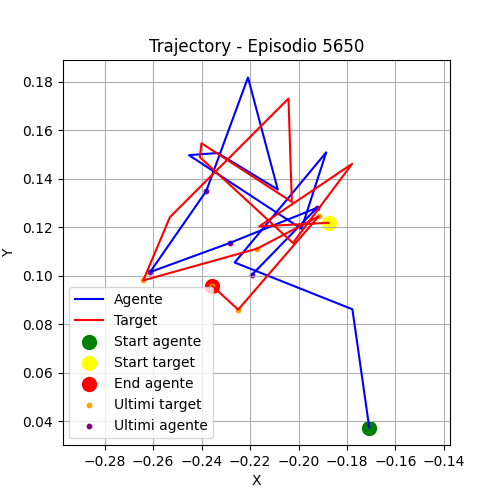 Trajectory - Episodio 5650
Y
0.18
0.16
0.14
0.12
0.10
0.08
0.06
0.04
Agente
Target
Start agente
Start target
End agente
Ultimi target
Ultimi agente
−0.28 −0.26 −0.24 −0.22 −0.20 −0.18 −0.16 −0.14
X